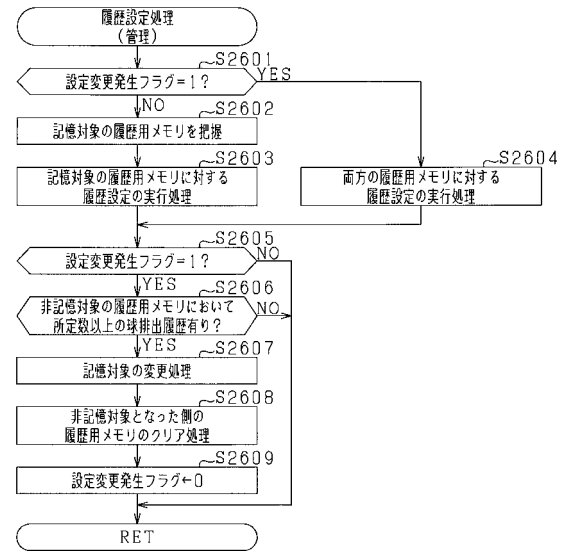 履歴設定処理
(管理)
S2601
設定変更発生フラグ=1?
YES
NO
S2602
記憶対象の履歴用メモリを把握
S2603
記憶対象の履歴用メモリに対する
履歴設定の実行処理
S2604
両方の履歴用メモリに対する
履歴設定の実行処理
S2605
設定変更発生フラグ=1?
NO
YES
S2606
非記憶対象の履歴用メモリにおいて
所定数以上の球排出履歴有り?
NO
YES
S2607
記憶対象の変更処理
S2608
非記憶対象となった側の
履歴用メモリのクリア処理
S2609
設定変更発生フラグ←0
RET